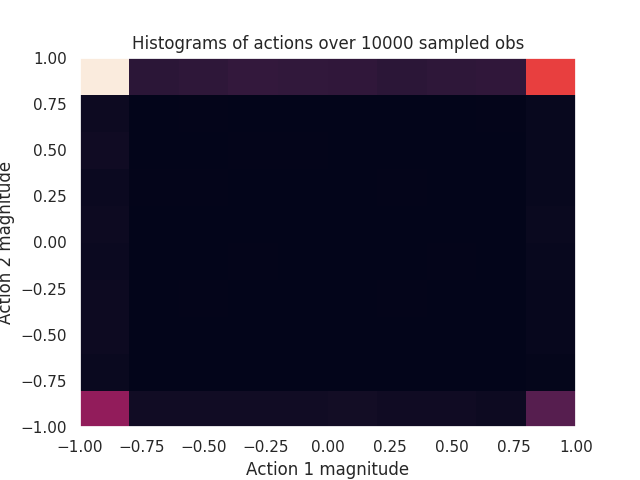 Histograms of actions over 10000 sampled obs
1.00
0.75
0.50
0.25
0.00
−0.25
−0.50
−0.75
−1.00
Action 2 magnitude
−1.00 −0.75 −0.50 −0.25 0.00 0.25 0.50 0.75 1.00
Action 1 magnitude